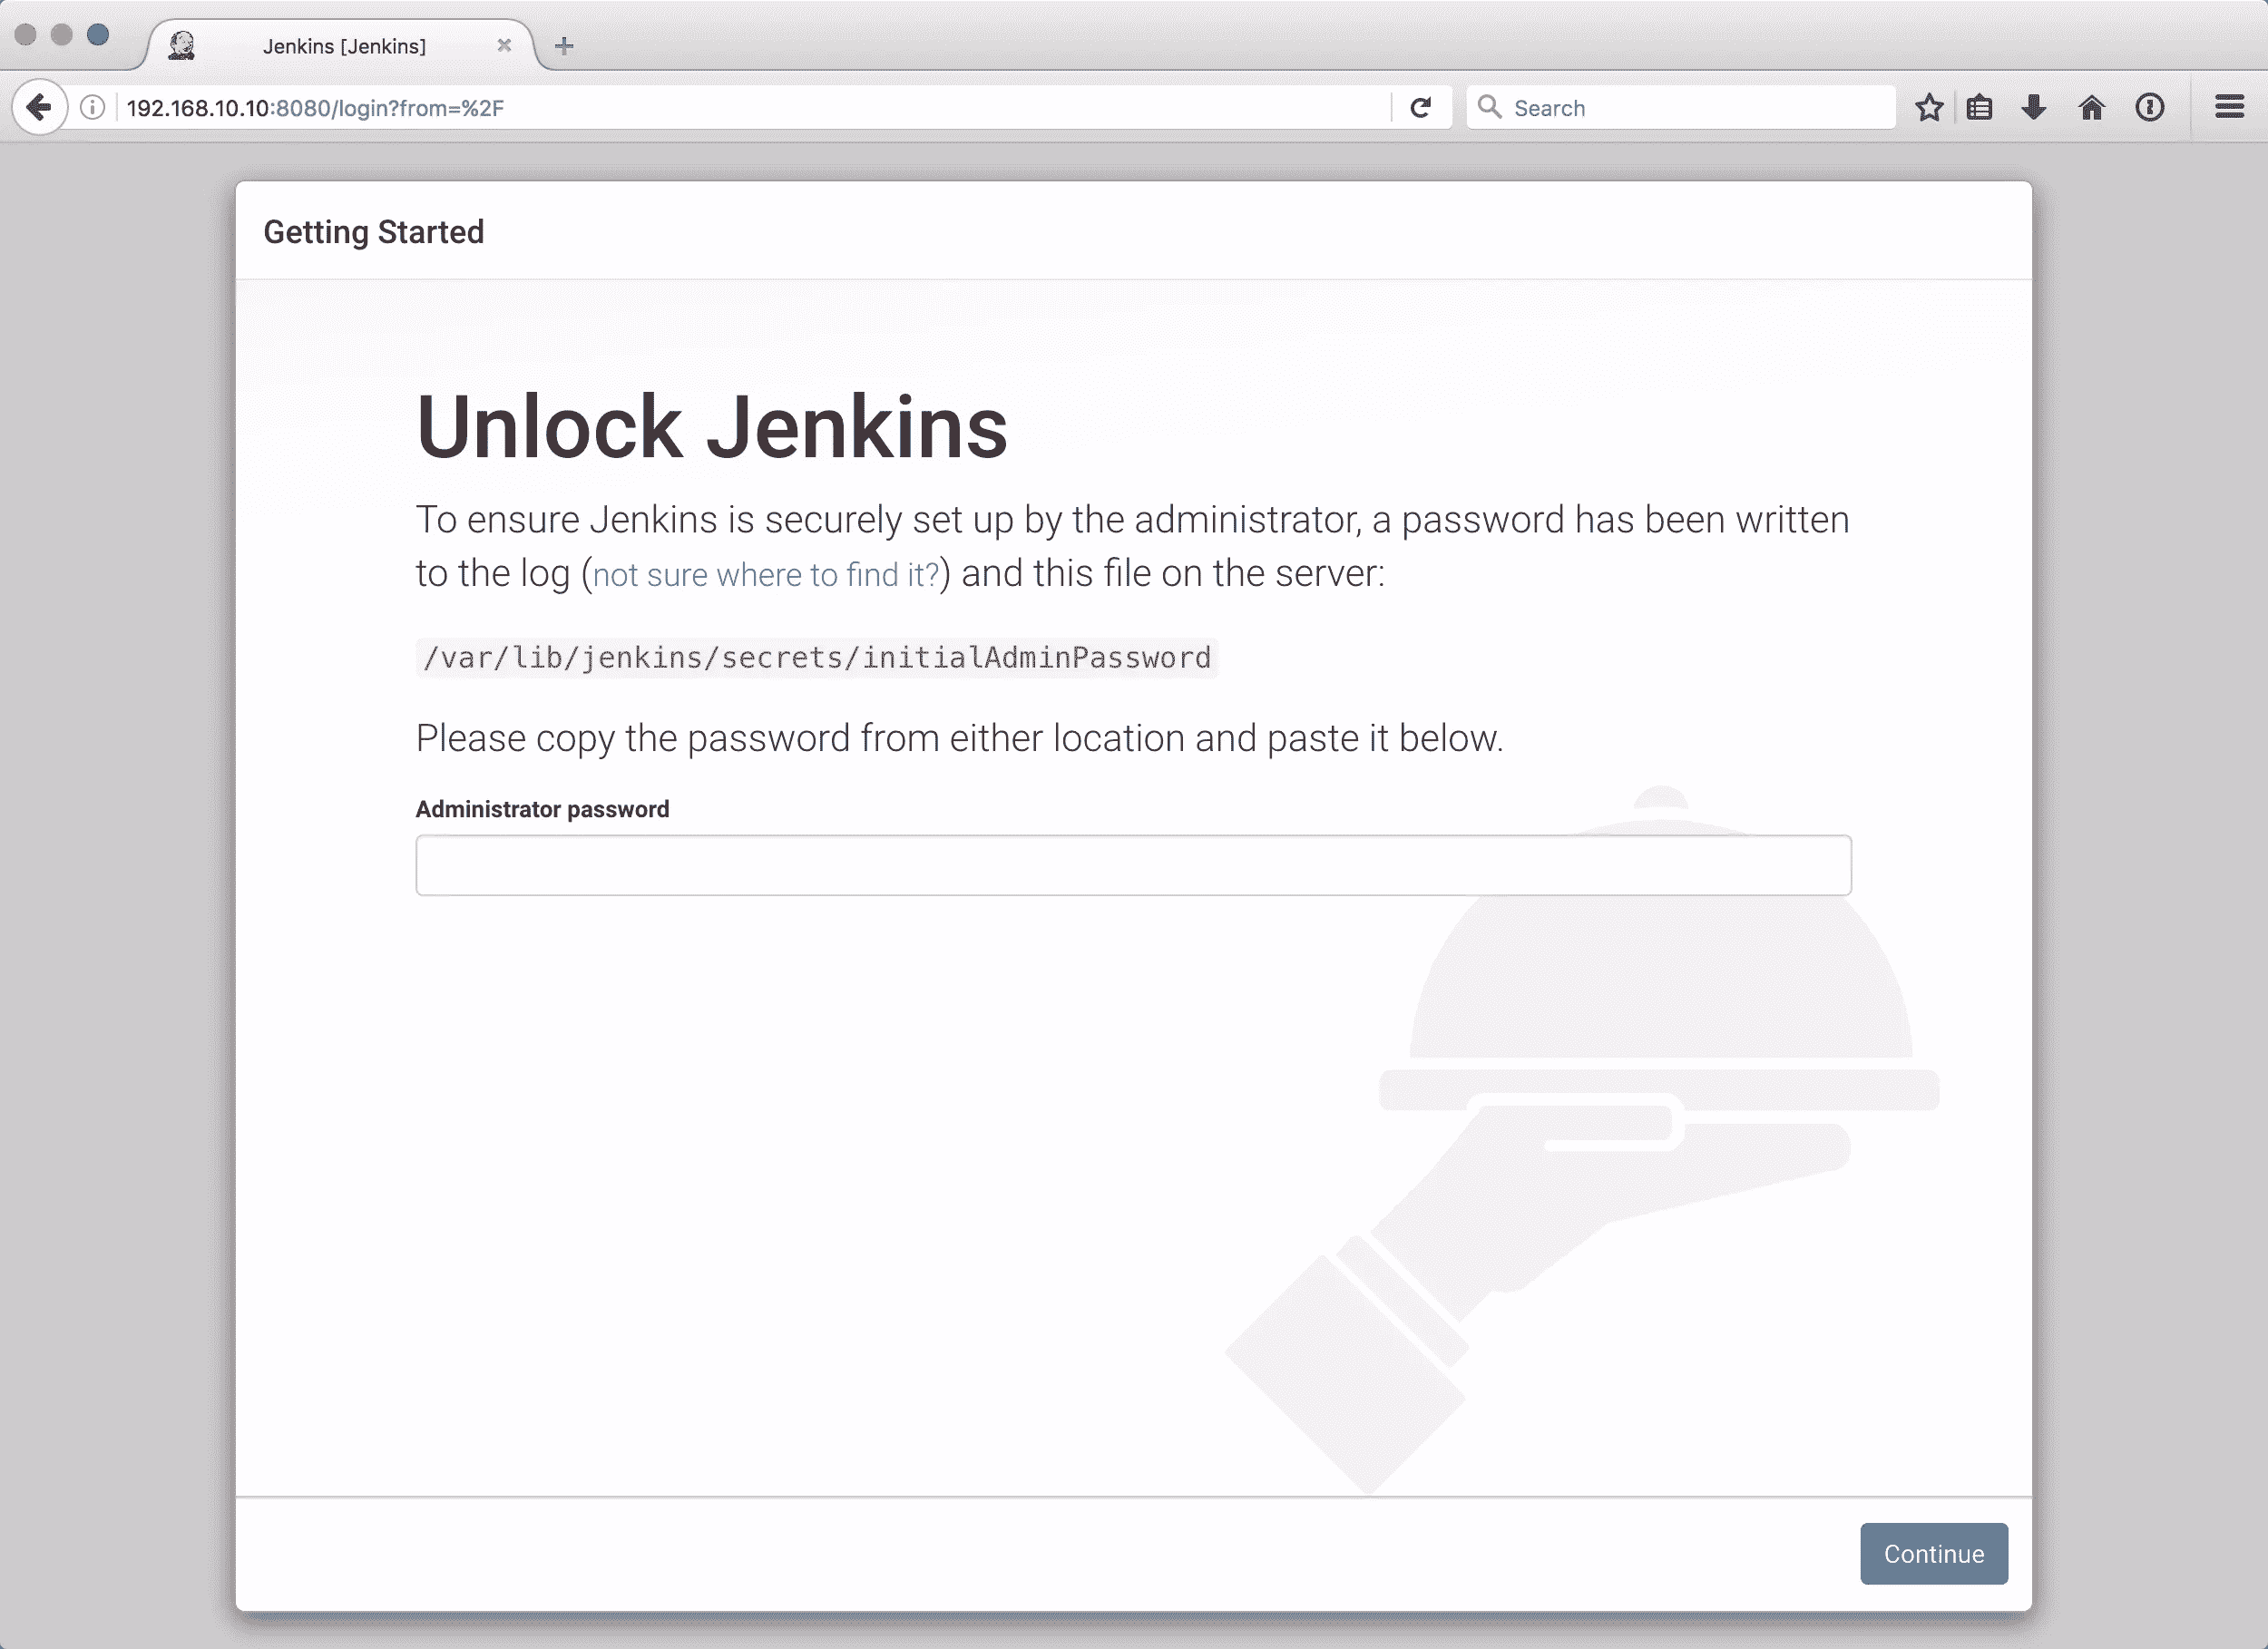 Jenkins [Jenkins]
192.168.10.10:8080/login?from=%2F
Search
Getting Started
Unlock Jenkins
To ensure Jenkins is securely set up by the administrator, a password has been written
to the log (not sure where to find it?) and this file on the server:
/var/lib/jenkins/secrets/initialAdminPassword
Please copy the password from either location and paste it below.
Administrator password
Continue